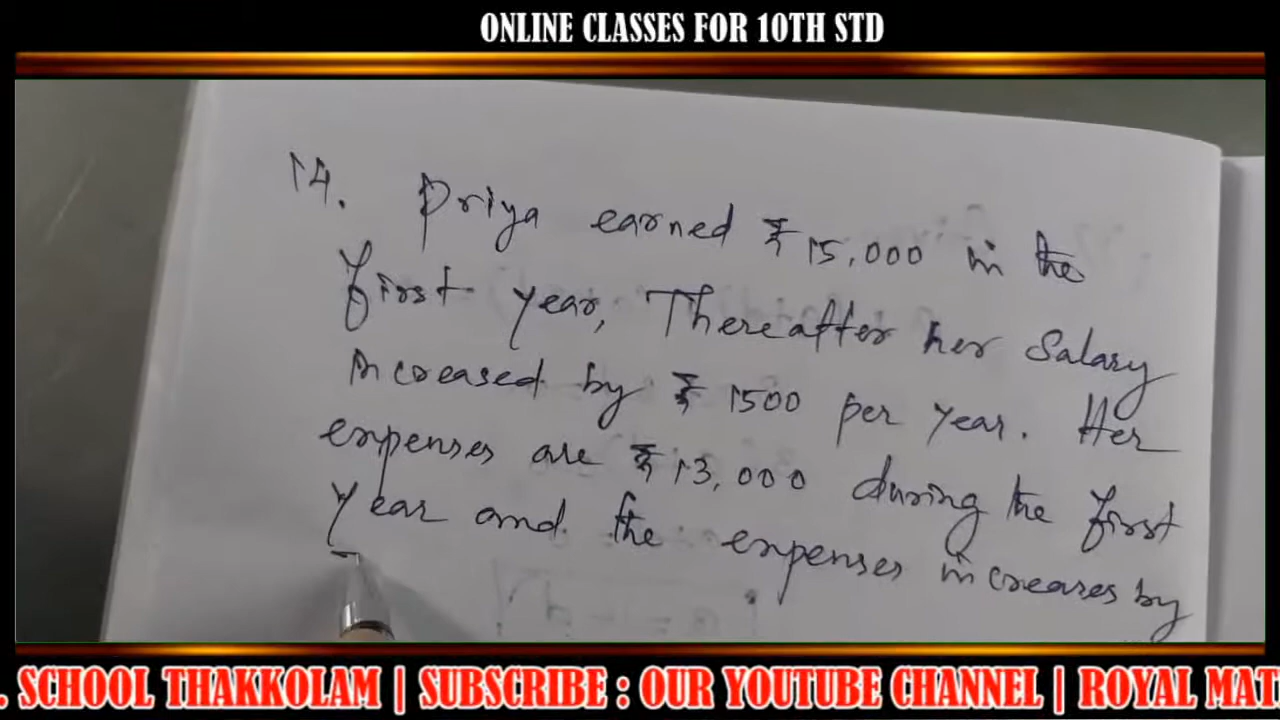 ONLINE CLASSES FOR 10TH STD
14. Priya earned ₹ 15,000 in the
first year, Thereafter her Salary
increased by ₹ 1500 per year. Her
expenses are ₹ 13,000 during the first
year and the expenses increases by
. SCHOOL THAKKOLAM | SUBSCRIBE : OUR YOUTUBE CHANNEL | ROYAL MAT